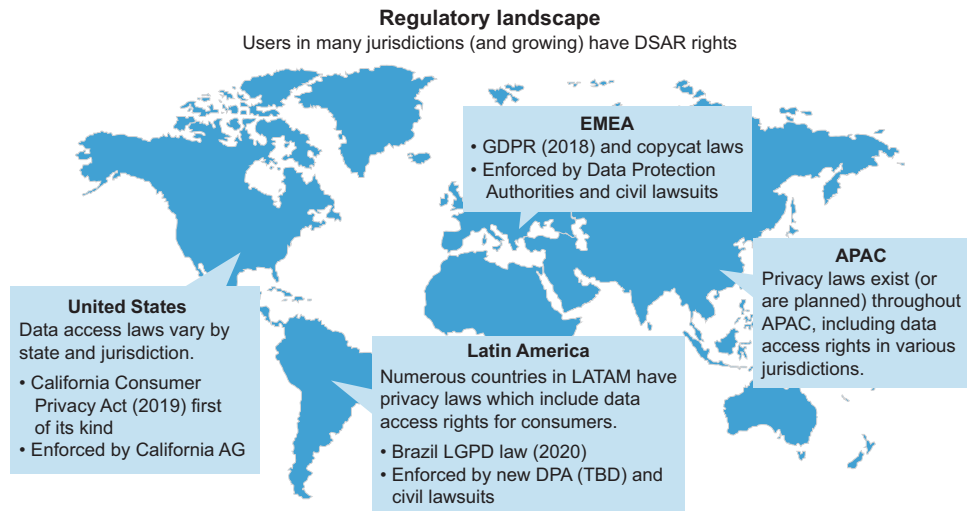 Regulatory landscape
Users in many jurisdictions (and growing) have DSAR rights
EMEA
• GDPR (2018) and copycat laws
• Enforced by Data Protection
Authorities and civil lawsuits
APAC
Privacy laws exist (or
are planned) throughout
APAC, including data
access rights in various
jurisdictions.
United States
Data access laws vary by
state and jurisdiction.
• California Consumer
Privacy Act (2019) first
of its kind
• Enforced by California AG
Latin America
Numerous countries in LATAM have
privacy laws which include data
access rights for consumers.
• Brazil LGPD law (2020)
• Enforced by new DPA (TBD) and
civil lawsuits